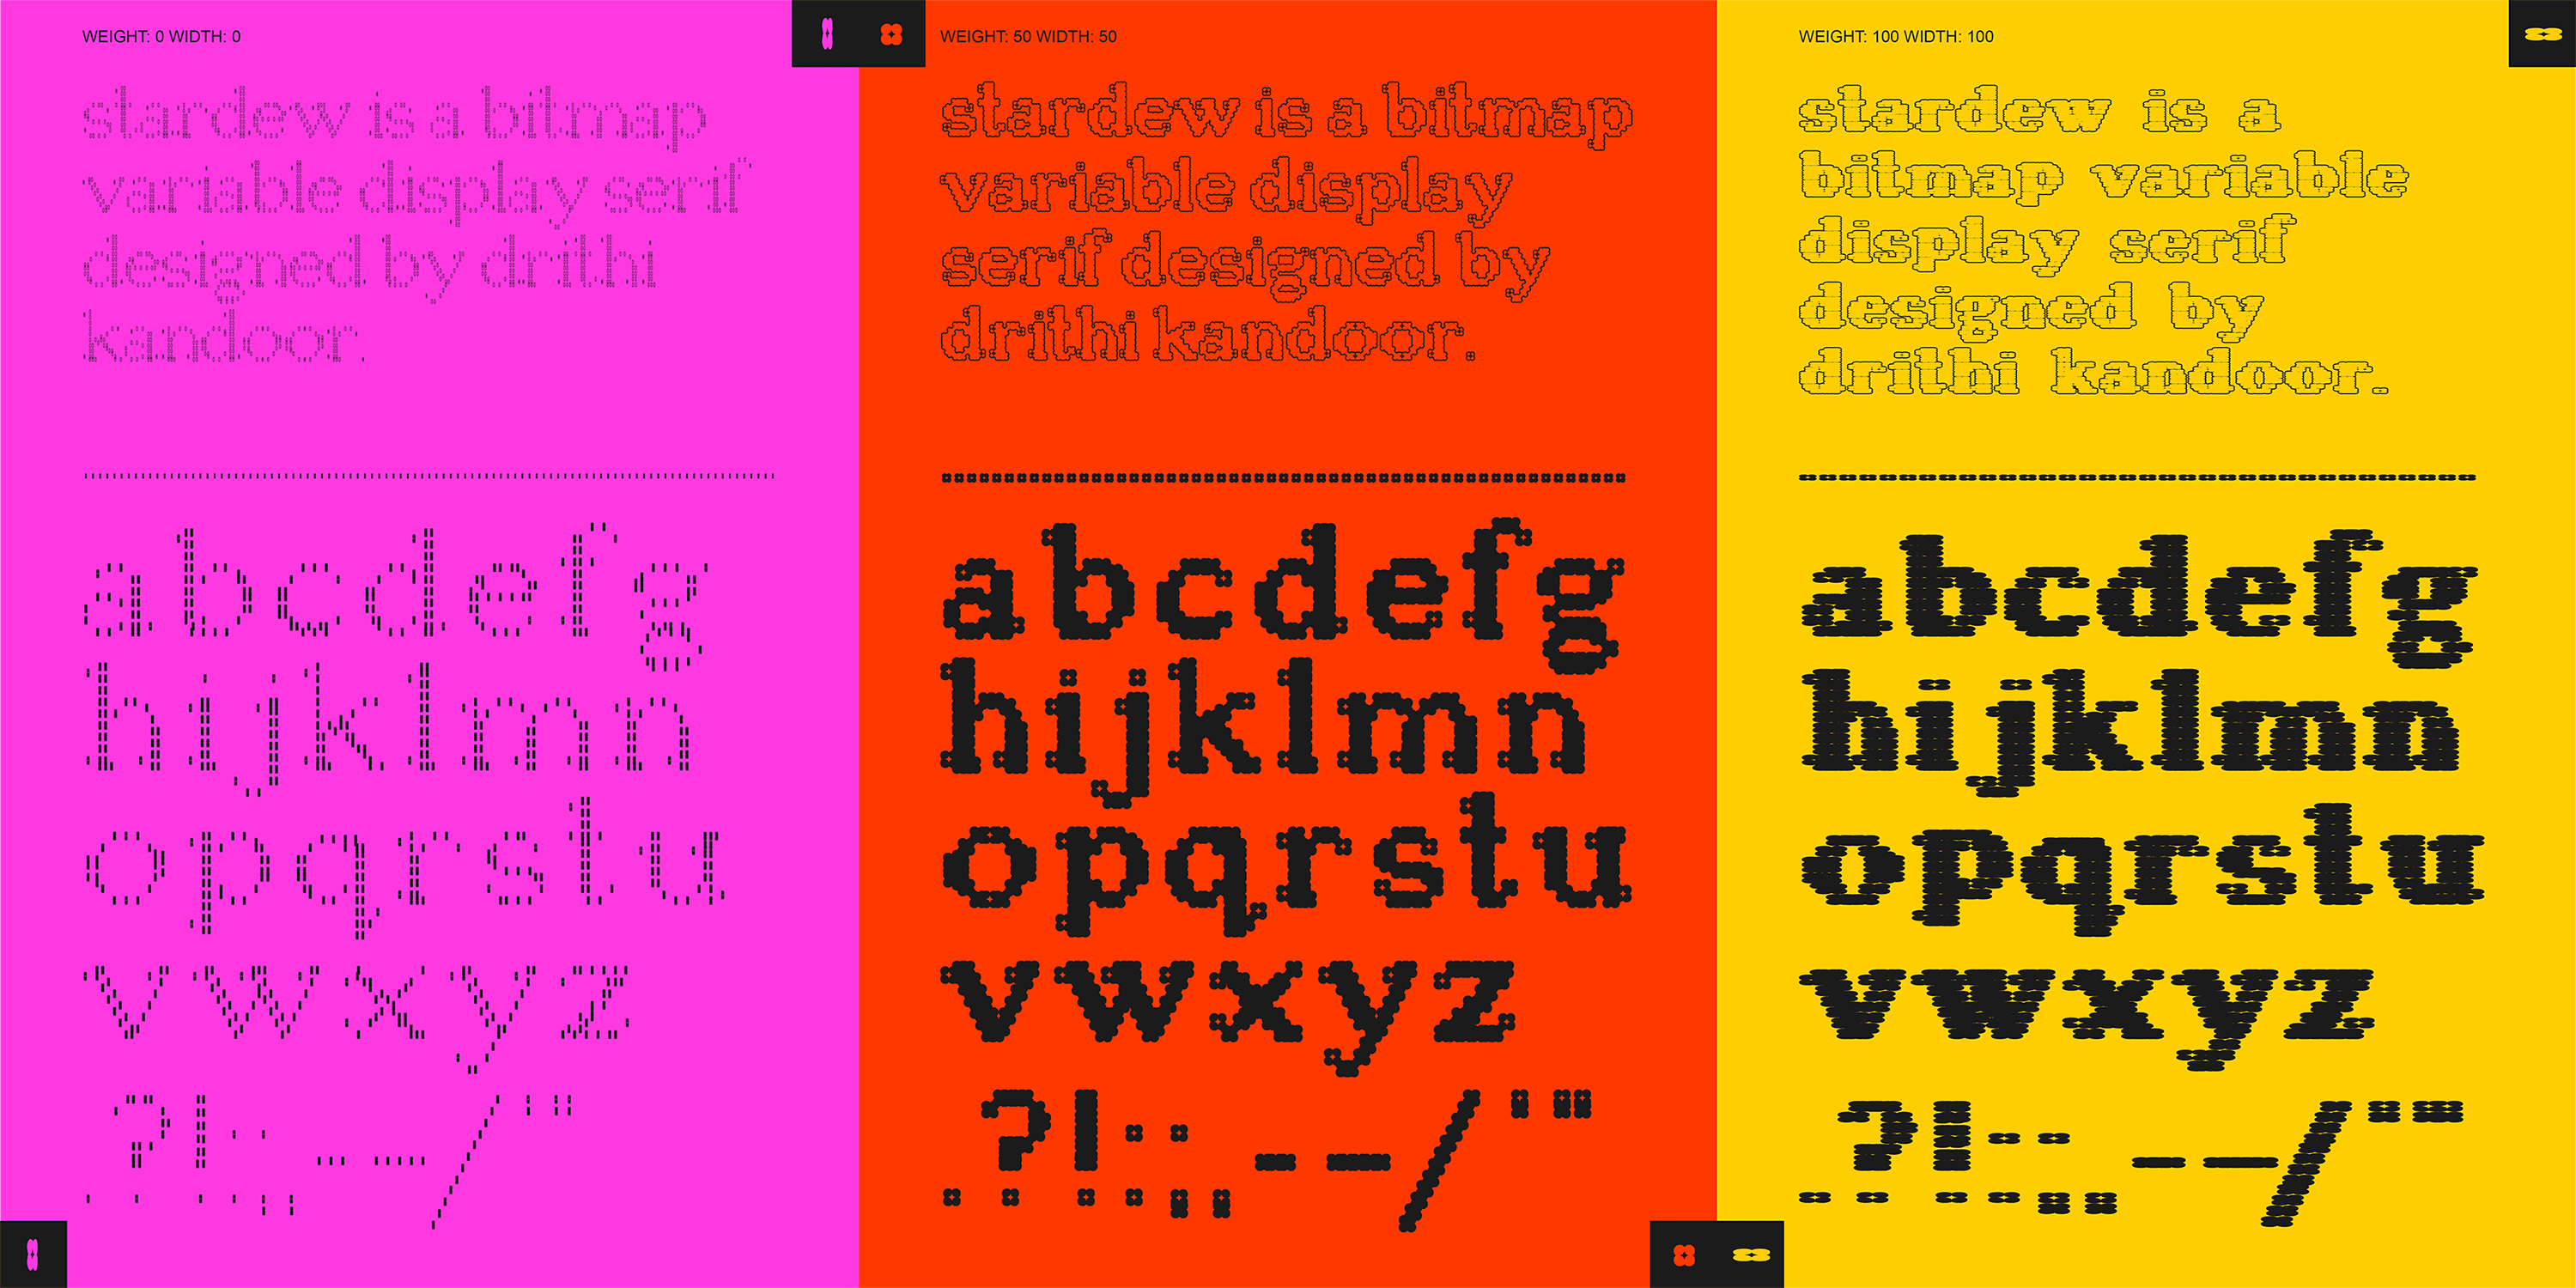 WEIGHT: 0 WIDTH: 0
stardew is a bitmap
variable display serif
designed by drithi
kandoor.
abcdefg
hijklmn
opqrstu
vwxyz
.?.!.:.;,--/'"
WEIGHT: 50 WIDTH: 50
stardew is a bitmap
variable display
serif designed by
drithi kandoor.
abcdefg
hijklmn
opqrstu
vwxyz
.?.!.:.;,--/'"
WEIGHT: 100 WIDTH: 100
stardew is a
bitmap variable
display serif
designed by
drithi kandoor.
abcdefg
hijklmn
opqrstu
vwxyz
.?.!.:.;,--/'"